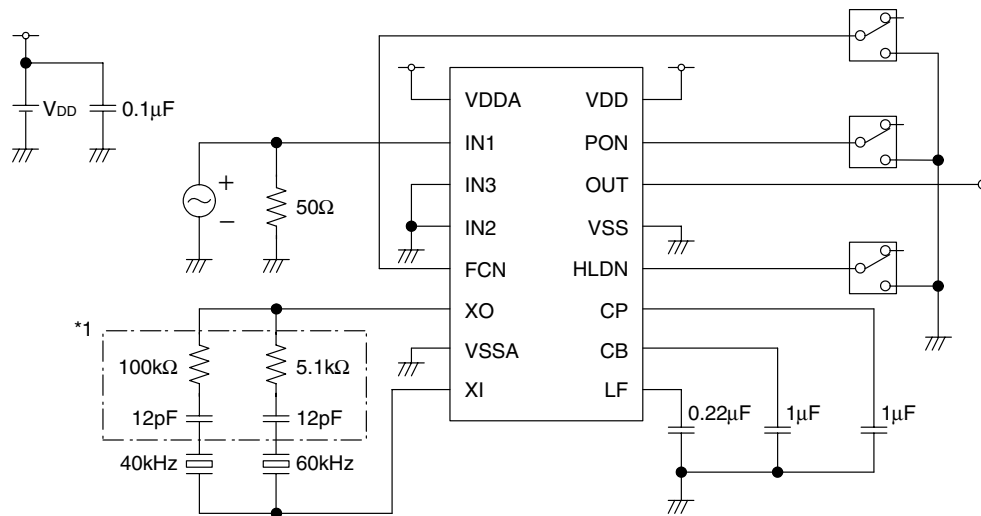 VDD
0.1µF
+
−
50Ω
VDDA
IN1
IN3
IN2
FCN
XO
VSSA
XI
VDD
PON
OUT
VSS
HLDN
CP
CB
LF
*1
100kΩ
5.1kΩ
12pF
12pF
40kHz
60kHz
0.22µF
1µF
1µF